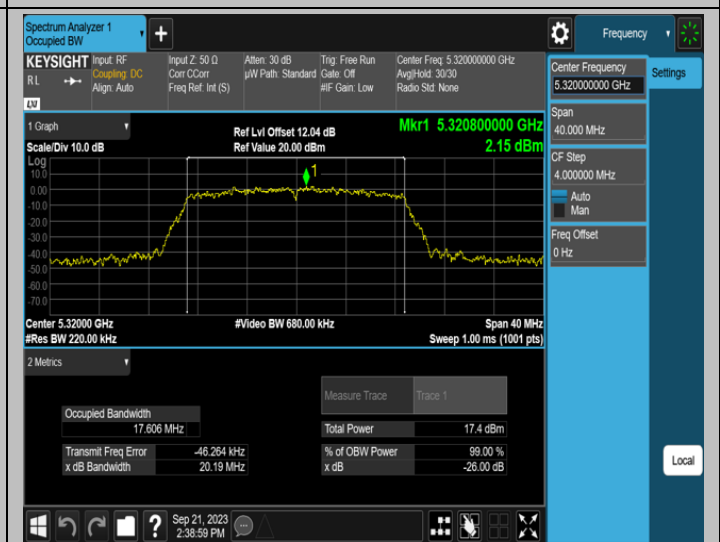 Spectrum Analyzer 1
Occupied BW
+
Frequency
KEYSIGHT
Input: RF
Input Z: 50 Ω
Atten: 30 dB
Trig: Free Run
Center Freq: 5.320000000 GHz
R L
Coupling: DC
Corr CCorr
µW Path: Standard
Gate: Off
Avg|Hold: 30/30
Align: Auto
Freq Ref: Int (S)
#IF Gain: Low
Radio Std: None
LXI
Center Frequency
5.320000000 GHz
Settings
Span
40.000 MHz
CF Step
4.000000 MHz
Auto
Man
Freq Offset
0 Hz
Local
1 Graph
Ref Lvl Offset 12.04 dB
Mkr1 5.320800000 GHz
Scale/Div 10.0 dB
Ref Value 20.00 dBm
2.15 dBm
Log
10.0
0.00
-10.0
-20.0
-30.0
-40.0
-50.0
-60.0
-70.0
1
Center 5.32000 GHz
#Video BW 680.00 kHz
Span 40 MHz
#Res BW 220.00 kHz
Sweep 1.00 ms (1001 pts)
2 Metrics
Measure Trace
Trace 1
Occupied Bandwidth
17.606 MHz
Total Power
17.4 dBm
Transmit Freq Error
-46.264 kHz
% of OBW Power
99.00 %
x dB Bandwidth
20.19 MHz
x dB
-26.00 dB
?
Sep 21, 2023
2:38:59 PM